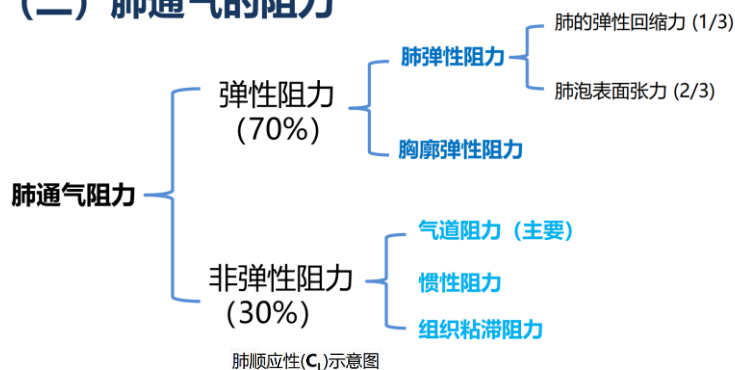 （二）肺通气的阻力
肺的弹性回缩力 (1/3)
肺弹性阻力
肺泡表面张力 (2/3)
弹性阻力
(70%)
胸廓弹性阻力
肺通气阻力
气道阻力（主要）
非弹性阻力
(30%)
惯性阻力
组织粘滞阻力
肺顺应性(CL)示意图